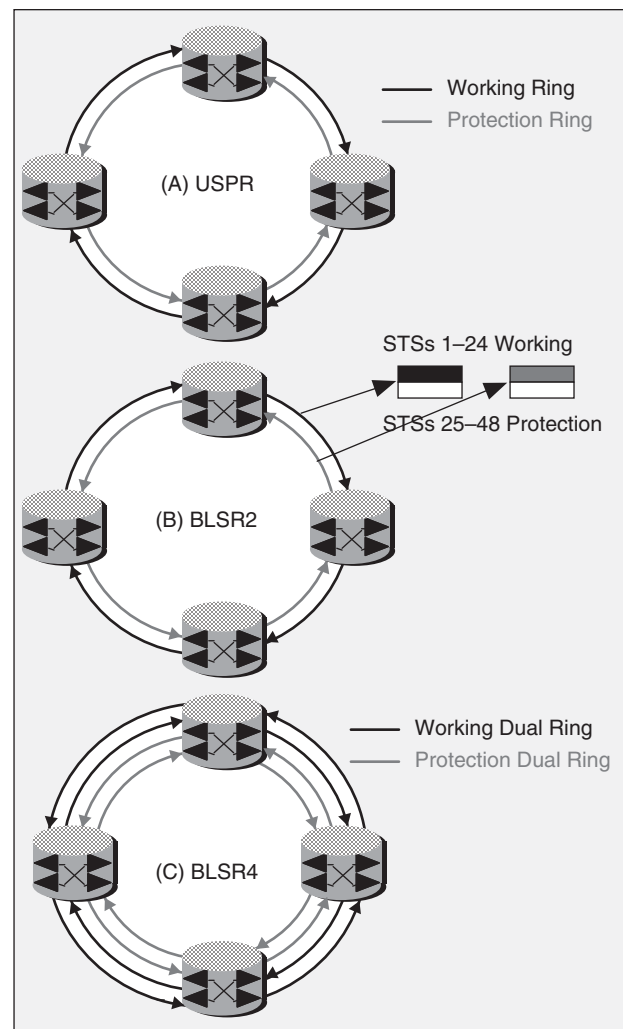 Working Ring
Protection Ring
(A) USPR
STSs 1–24 Working
STSs 25–48 Protection
(B) BLSR2
Working Dual Ring
Protection Dual Ring
(C) BLSR4